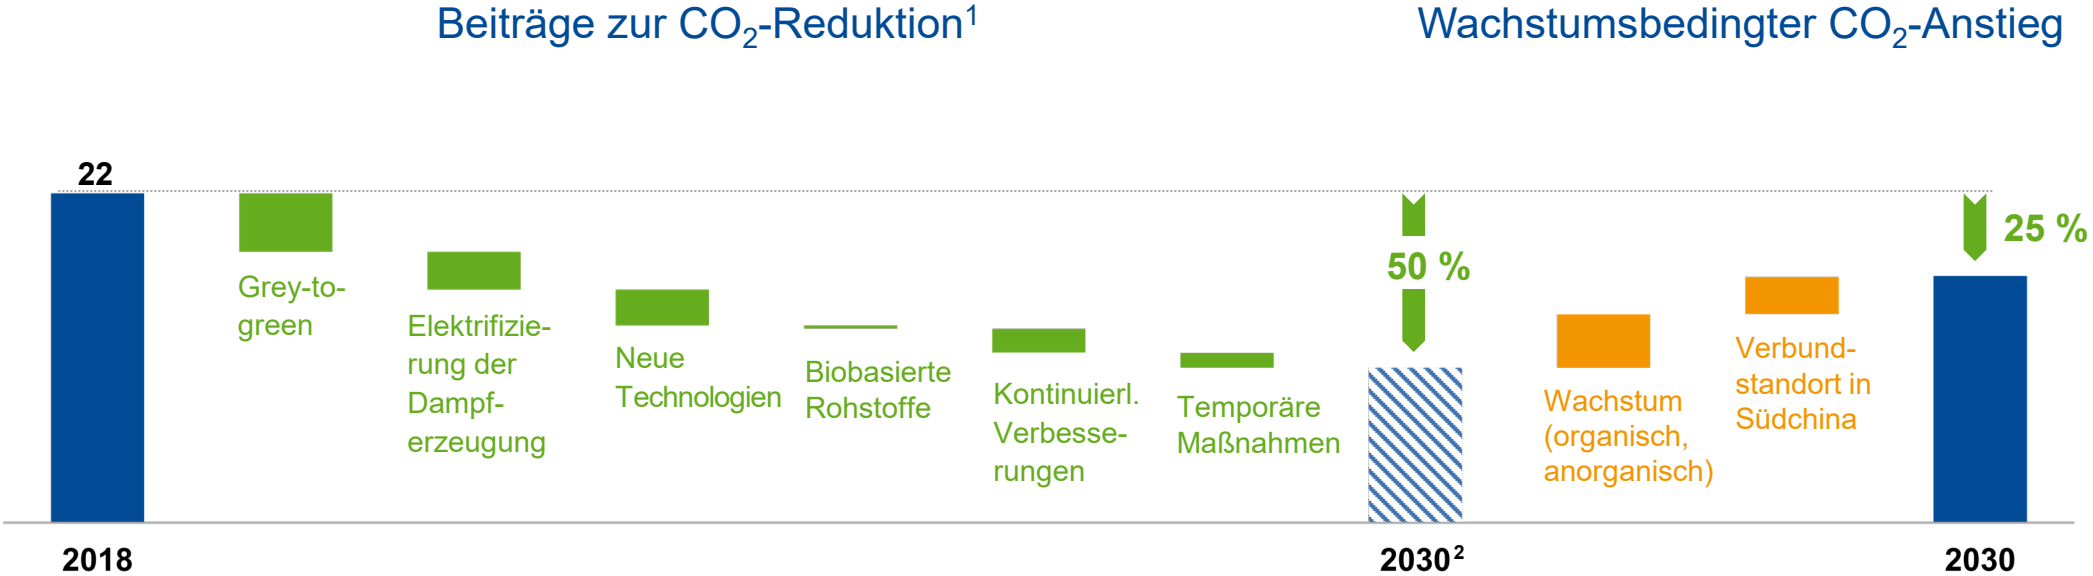 Beiträge zur CO₂-Reduktion¹
Wachstumsbedingter CO₂-Anstieg
22
Grey-to-
green
Elektrifizie-
rung der
Dampf-
erzeugung
Neue
Technologien
Biobasierte
Rohstoffe
Kontinuierl.
Verbesse-
rungen
Temporäre
Maßnahmen
50 %
Wachstum
(organisch,
anorganisch)
Verbund-
standort in
Südchina
25 %
2018
2030²
2030